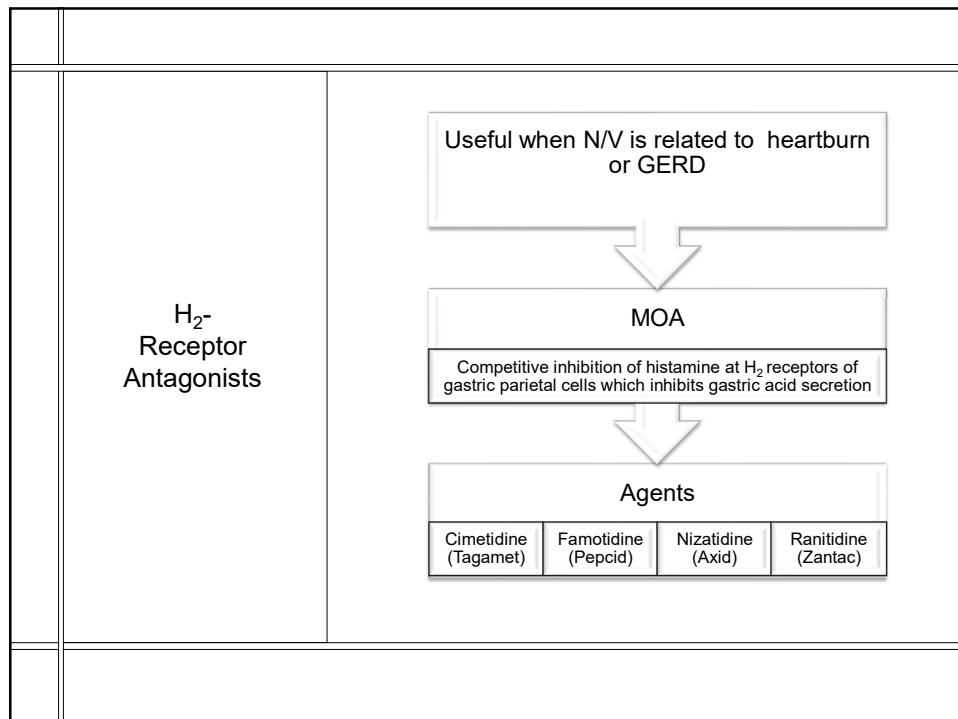 H₂-
Receptor
Antagonists
Useful when N/V is related to heartburn
or GERD
MOA
Competitive inhibition of histamine at H₂ receptors of
gastric parietal cells which inhibits gastric acid secretion
Agents
Cimetidine
(Tagamet)
Famotidine
(Pepcid)
Nizatidine
(Axid)
Ranitidine
(Zantac)